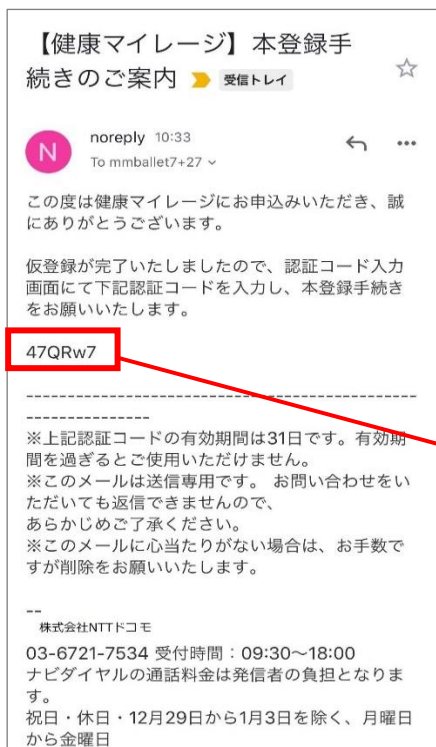 【健康マイレージ】本登録手
続きのご案内 受信トレイ
N
noreply 10:33
To mmballet7+27
この度は健康マイレージにお申込みいただき、誠
にありがとうございます。
仮登録が完了いたしましたので、認証コード入力
画面にて下記認証コードを入力し、本登録手続き
をお願いいたします。
47QRw7
------------------------------------------------
---------------
※上記認証コードの有効期間は31日です。有効期
間を過ぎるとご使用いただけません。
※このメールは送信専用です。 お問い合わせをい
ただいても返信できませんので、
あらかじめご了承ください。
※このメールに心当たりがない場合は、お手数で
すが削除をお願いいたします。
--
株式会社NTTドコモ
03-6721-7534 受付時間：09:30～18:00
ナビダイヤルの通話料金は発信者の負担となりま
す。
祝日・休日・12月29日から1月3日を除く、月曜日
から金曜日